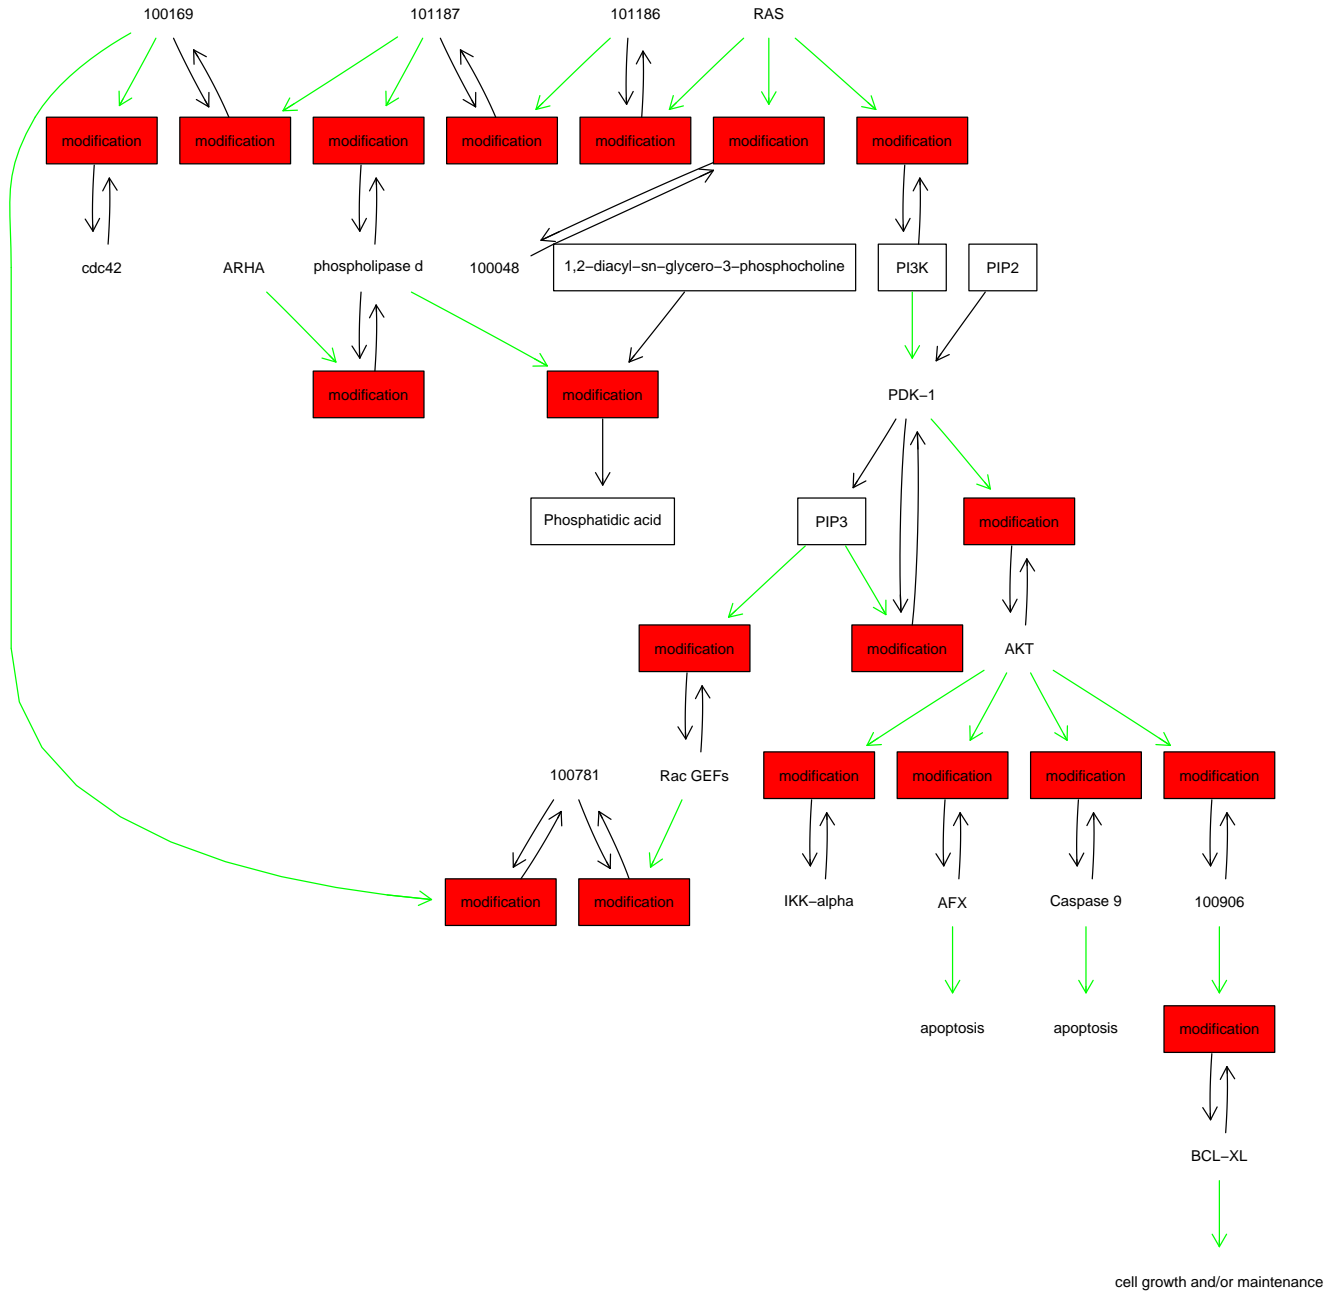 100169
101187
101186
RAS
modification
modification
modification
modification
modification
modification
modification
cdc42
ARHA
phospholipase d
100048
1,2−diacyl−sn−glycero−3−phosphocholine
PI3K
PIP2
modification
modification
PDK−1
Phosphatidic acid
PIP3
modification
modification
modification
AKT
100781
Rac GEFs
modification
modification
modification
modification
modification
modification
IKK−alpha
AFX
Caspase 9
100906
apoptosis
apoptosis
modification
BCL−XL
cell growth and/or maintenance